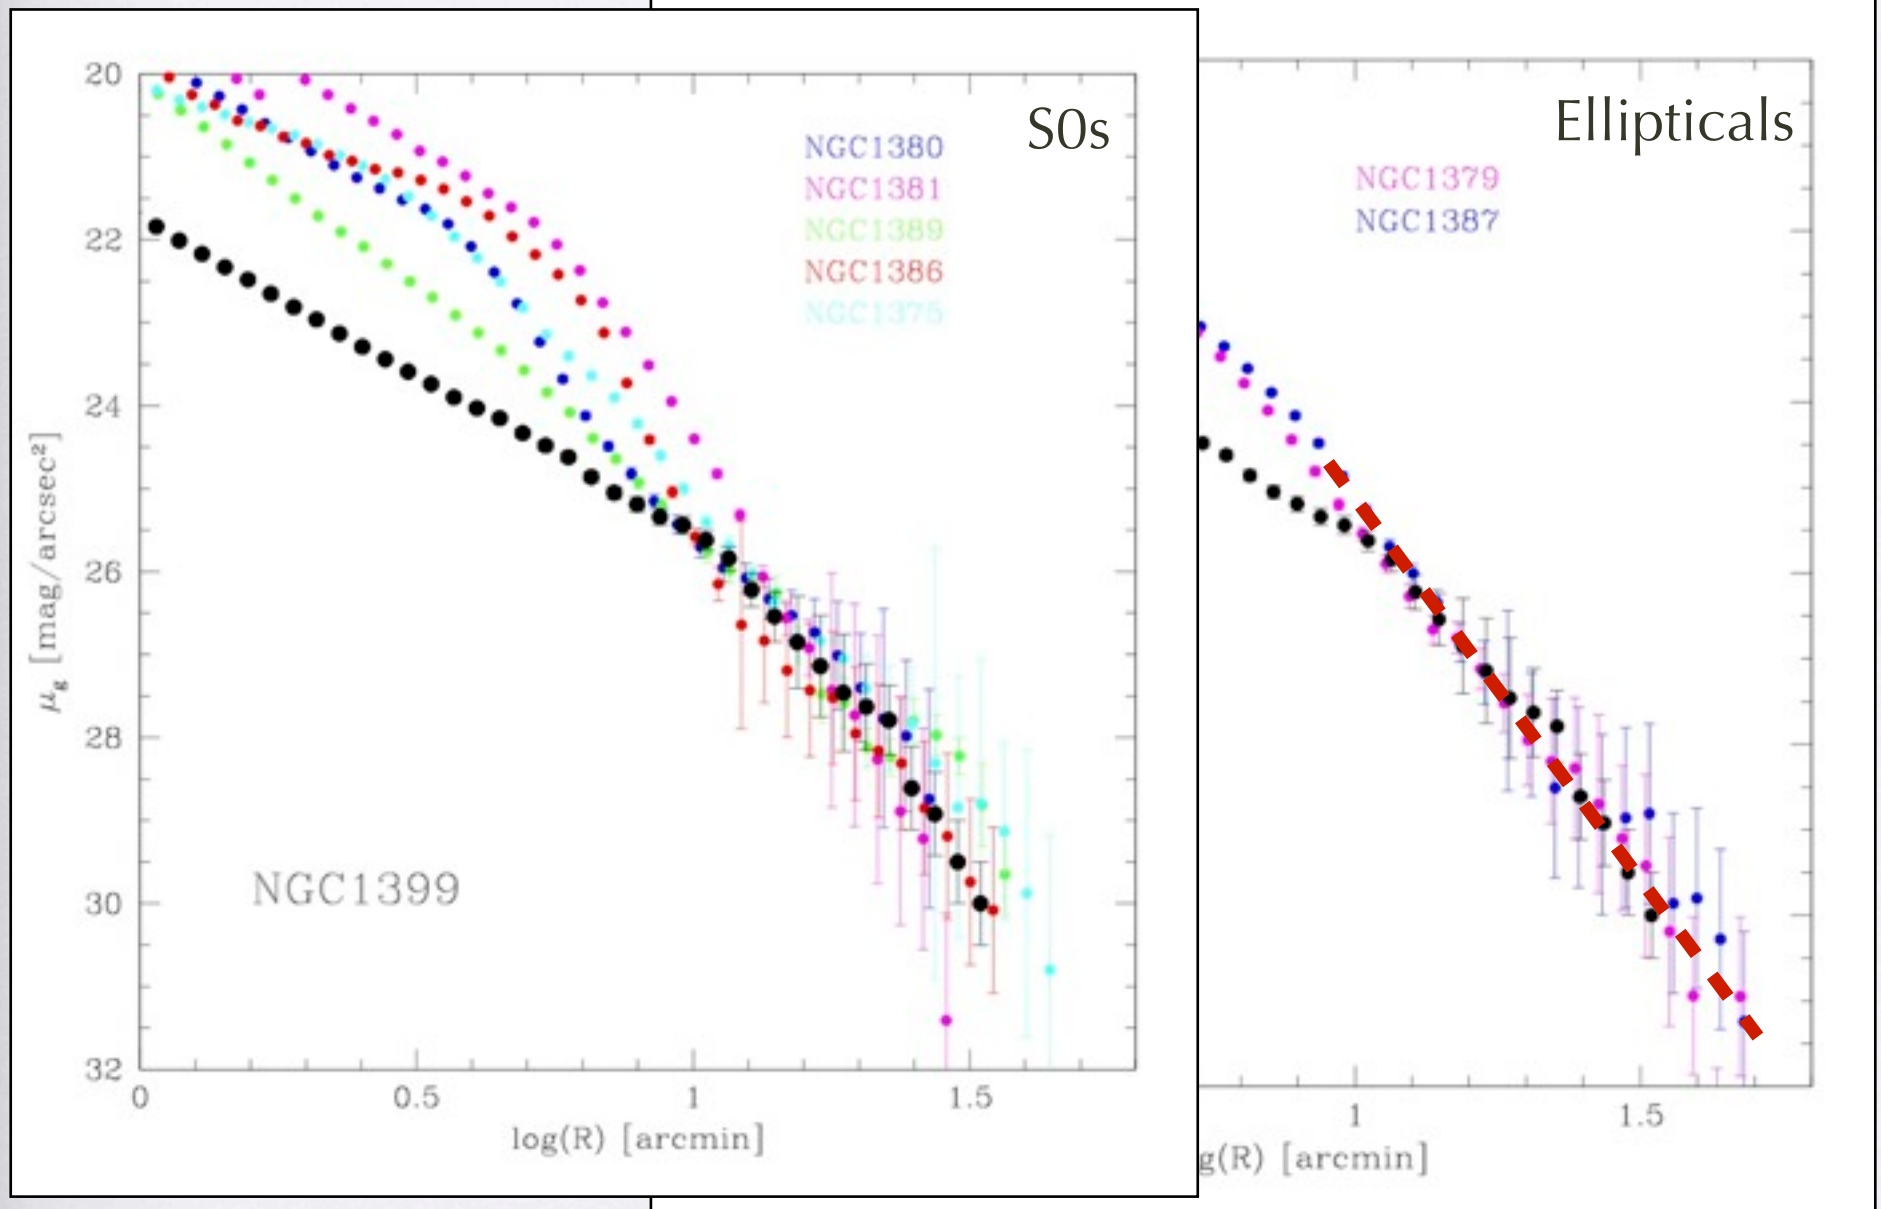 S0s
NGC1380
NGC1381
NGC1389
NGC1386
NGC1375
NGC1399
20
22
24
26
28
30
32
μg [mag/arcsec²]
0 0.5 1 1.5
log(R) [arcmin]
Ellipticals
NGC1379
NGC1387
1 1.5
g(R) [arcmin]